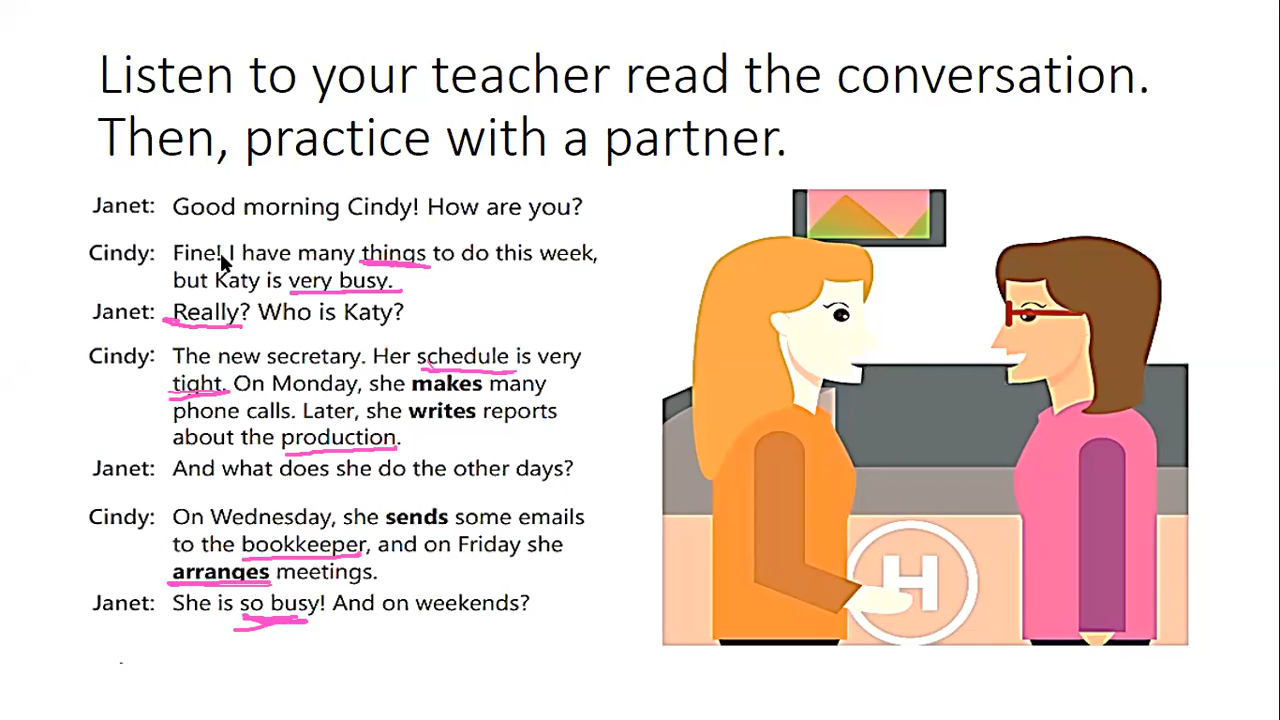 Listen to your teacher read the conversation.
Then, practice with a partner.
Janet: Good morning Cindy! How are you?
Cindy: Fine! I have many things to do this week,
but Katy is very busy.
Janet: Really? Who is Katy?
Cindy: The new secretary. Her schedule is very
tight. On Monday, she makes many
phone calls. Later, she writes reports
about the production.
Janet: And what does she do the other days?
Cindy: On Wednesday, she sends some emails
to the bookkeeper, and on Friday she
arranges meetings.
Janet: She is so busy! And on weekends?
H